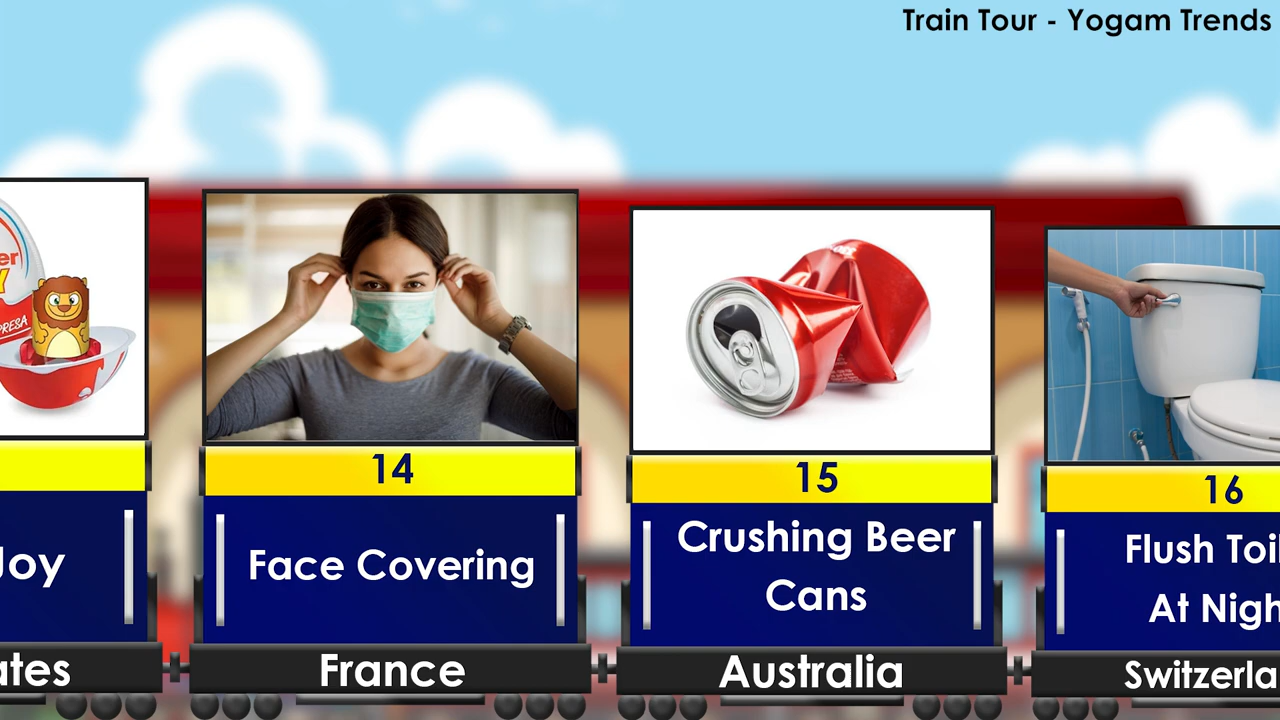 Train Tour - Yogam Trends
PRESA
Joy
ates
14
Face Covering
France
15
Crushing Beer
Cans
Australia
16
Flush Toil
At Nigh
Switzerla